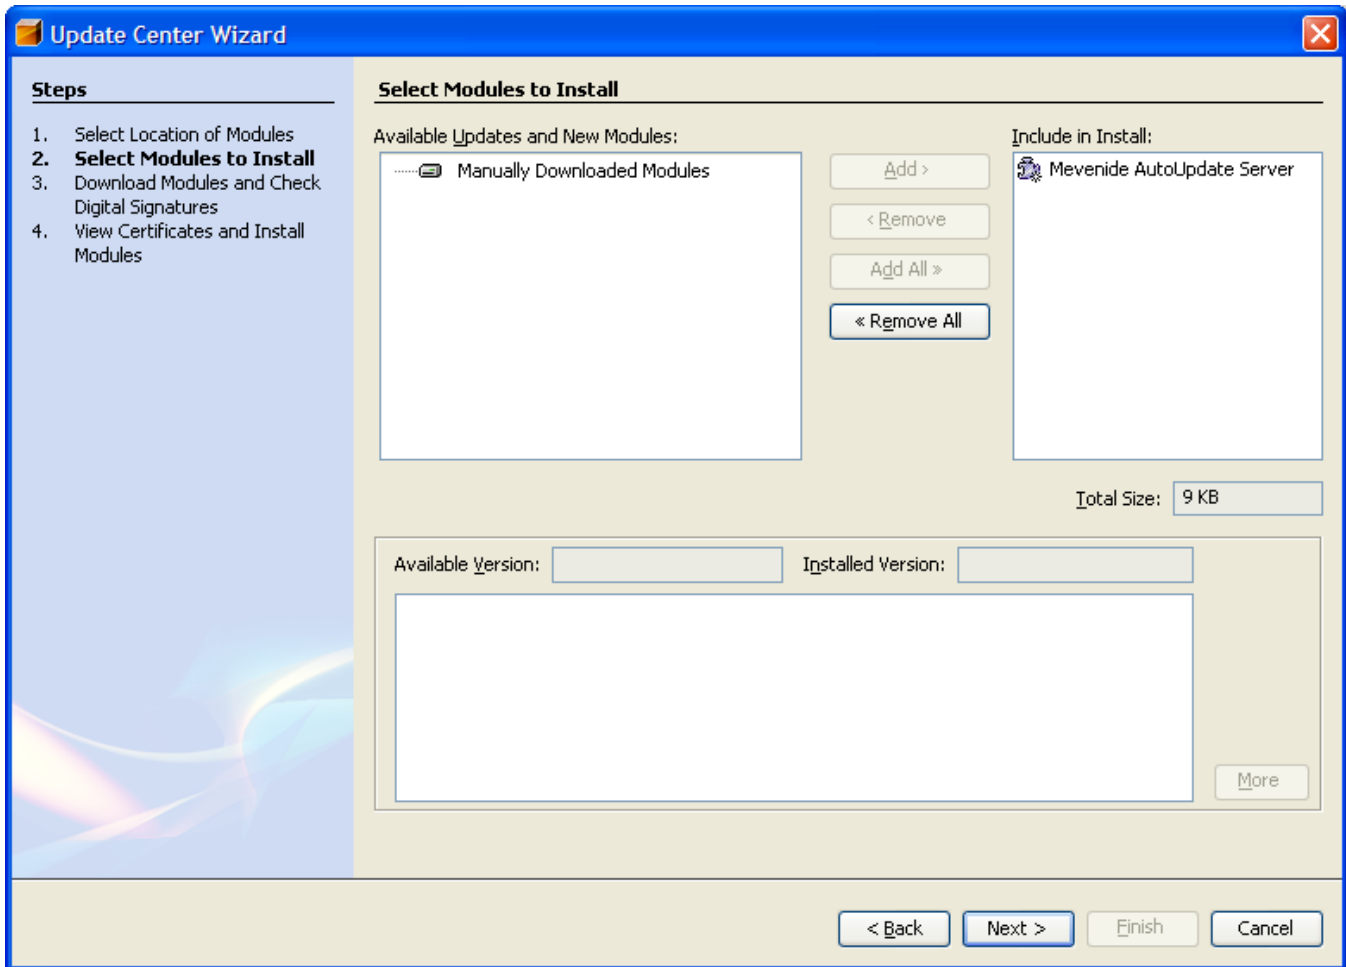 Update Center Wizard
Steps
1. Select Location of Modules
2. Select Modules to Install
3. Download Modules and Check
Digital Signatures
4. View Certificates and Install
Modules
Select Modules to Install
Available Updates and New Modules:
Manually Downloaded Modules
Add >
< Remove
Add All »
« Remove All
Include in Install:
Mevenide AutoUpdate Server
Total Size: 9 KB
Available Version:
Installed Version:
More
< Back
Next >
Finish
Cancel